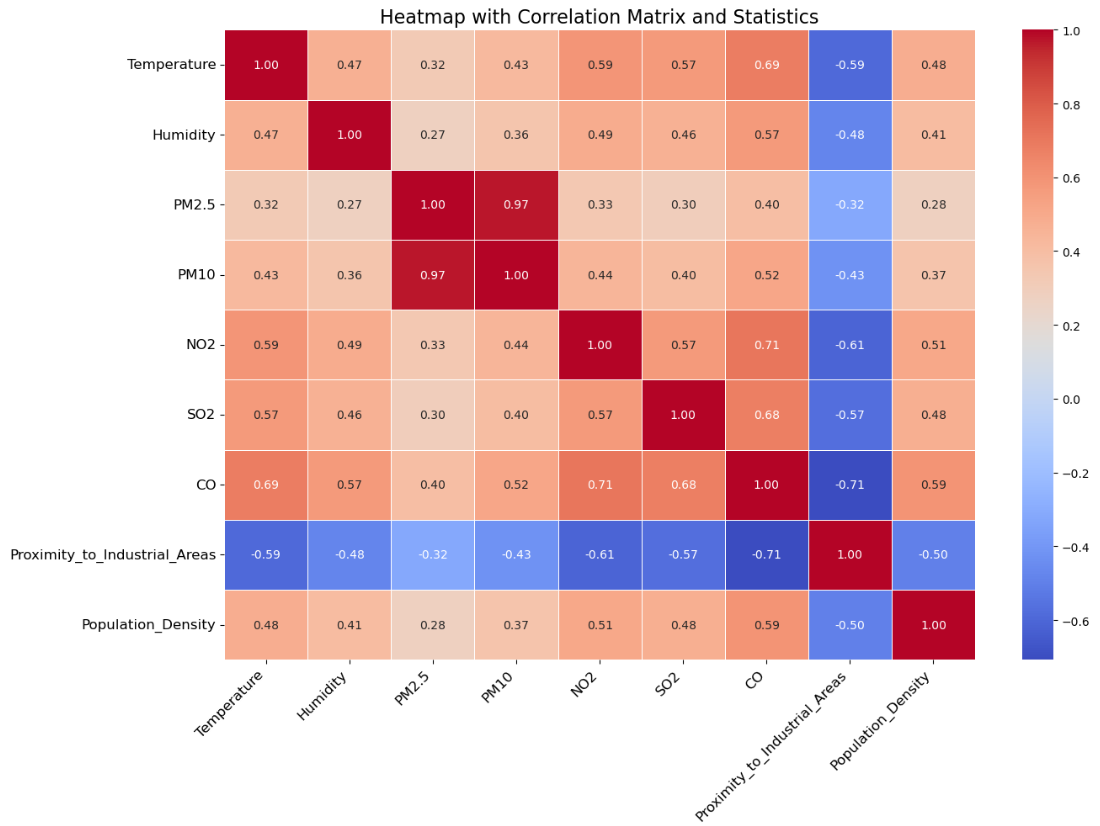 Heatmap with Correlation Matrix and Statistics
Temperature 1.00 0.47 0.32 0.43 0.59 0.57 0.69 -0.59 0.48
Humidity 0.47 1.00 0.27 0.36 0.49 0.46 0.57 -0.48 0.41
PM2.5 0.32 0.27 1.00 0.97 0.33 0.30 0.40 -0.32 0.28
PM10 0.43 0.36 0.97 1.00 0.44 0.40 0.52 -0.43 0.37
NO2 0.59 0.49 0.33 0.44 1.00 0.57 0.71 -0.61 0.51
SO2 0.57 0.46 0.30 0.40 0.57 1.00 0.68 -0.57 0.48
CO 0.69 0.57 0.40 0.52 0.71 0.68 1.00 -0.71 0.59
Proximity_to_Industrial_Areas -0.59 -0.48 -0.32 -0.43 -0.61 -0.57 -0.71 1.00 -0.50
Population_Density 0.48 0.41 0.28 0.37 0.51 0.48 0.59 -0.50 1.00
Temperature
Humidity
PM2.5
PM10
NO2
SO2
CO
Proximity_to_Industrial_Areas
Population_Density
1.0
0.8
0.6
0.4
0.2
0.0
−0.2
−0.4
−0.6